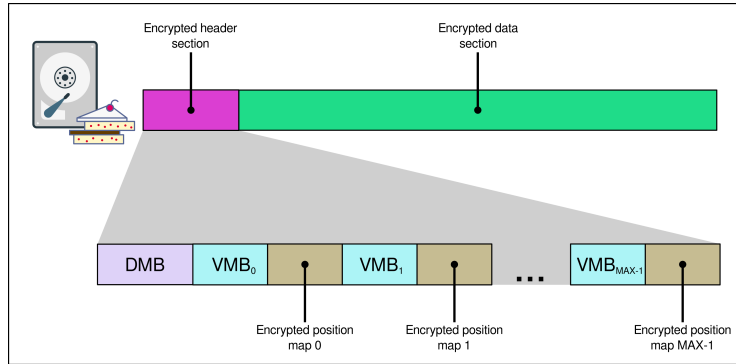 Encrypted header
section
Encrypted data
section
DMB
VMB0
VMB1
...
VMBMAX-1
Encrypted position
map 0
Encrypted position
map 1
Encrypted position
map MAX-1